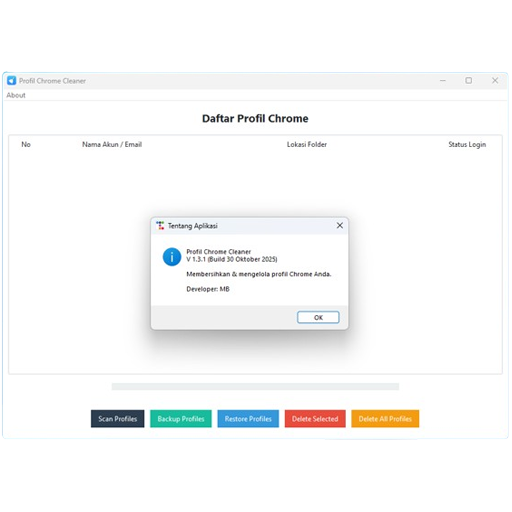 Profil Chrome Cleaner
About
Daftar Profil Chrome
No Nama Akun / Email Lokasi Folder Status Login
Tentang Aplikasi
Profil Chrome Cleaner
V 1.3.1 (Build 30 Oktober 2025)
Membersihkan & mengelola profil Chrome Anda.
Developer: MB
OK
Scan Profiles Backup Profiles Restore Profiles Delete Selected Delete All Profiles